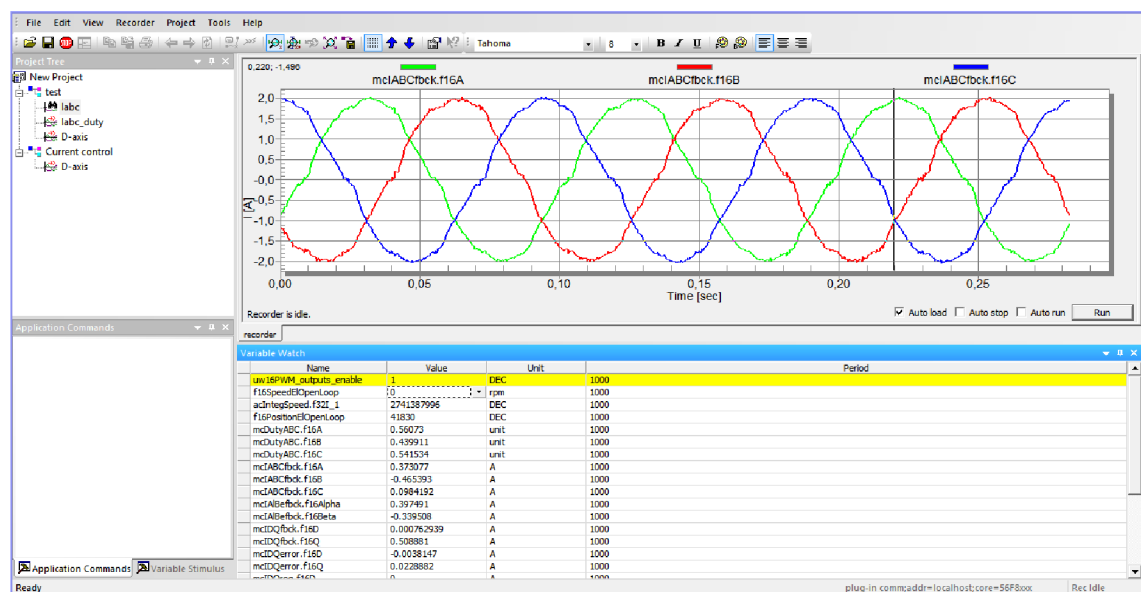 File Edit View Recorder Project Tools Help
STOP
Tahoma 8 B I U
Project Tree
New Project
test
Iabc
Iabc_duty
D-axis
Current control
D-axis
0,220; -1,496
mcIABCfbck.f16A mcIABCfbck.f16B mcIABCfbck.f16C
2,0
1,5
1,0
0,5
-0,0
-0,5
-1,0
-1,5
-2,0
I [A]
0,00 0,05 0,10 0,15 0,20 0,25
Time [sec]
Recorder is idle. Auto load Auto stop Auto run Run
recorder
Application Commands
Application Commands Variable Stimulus
Variable Watch
Name Value Unit Period
uw16PWM_outputs_enable 1 DEC 1000
f16SpeedElOpenLoop 0 rpm 1000
acIntegSpeed.f32I_1 2741387996 DEC 1000
f16PositionElOpenLoop 41830 DEC 1000
mcDutyABC.f16A 0.56073 unit 1000
mcDutyABC.f16B 0.439911 unit 1000
mcDutyABC.f16C 0.541534 unit 1000
mcIABCfbck.f16A 0.373077 A 1000
mcIABCfbck.f16B -0.465393 A 1000
mcIABCfbck.f16C 0.0984192 A 1000
mcIAlBefbck.f16Alpha 0.397491 A 1000
mcIAlBefbck.f16Beta -0.339508 A 1000
mcIDQfbck.f16D 0.000762939 A 1000
mcIDQfbck.f16Q 0.508881 A 1000
mcIDQerror.f16D -0.0038147 A 1000
mcIDQerror.f16Q 0.0228882 A 1000
Ready plug-in comm;addr=localhost;core=56F8xxx Rec Idle